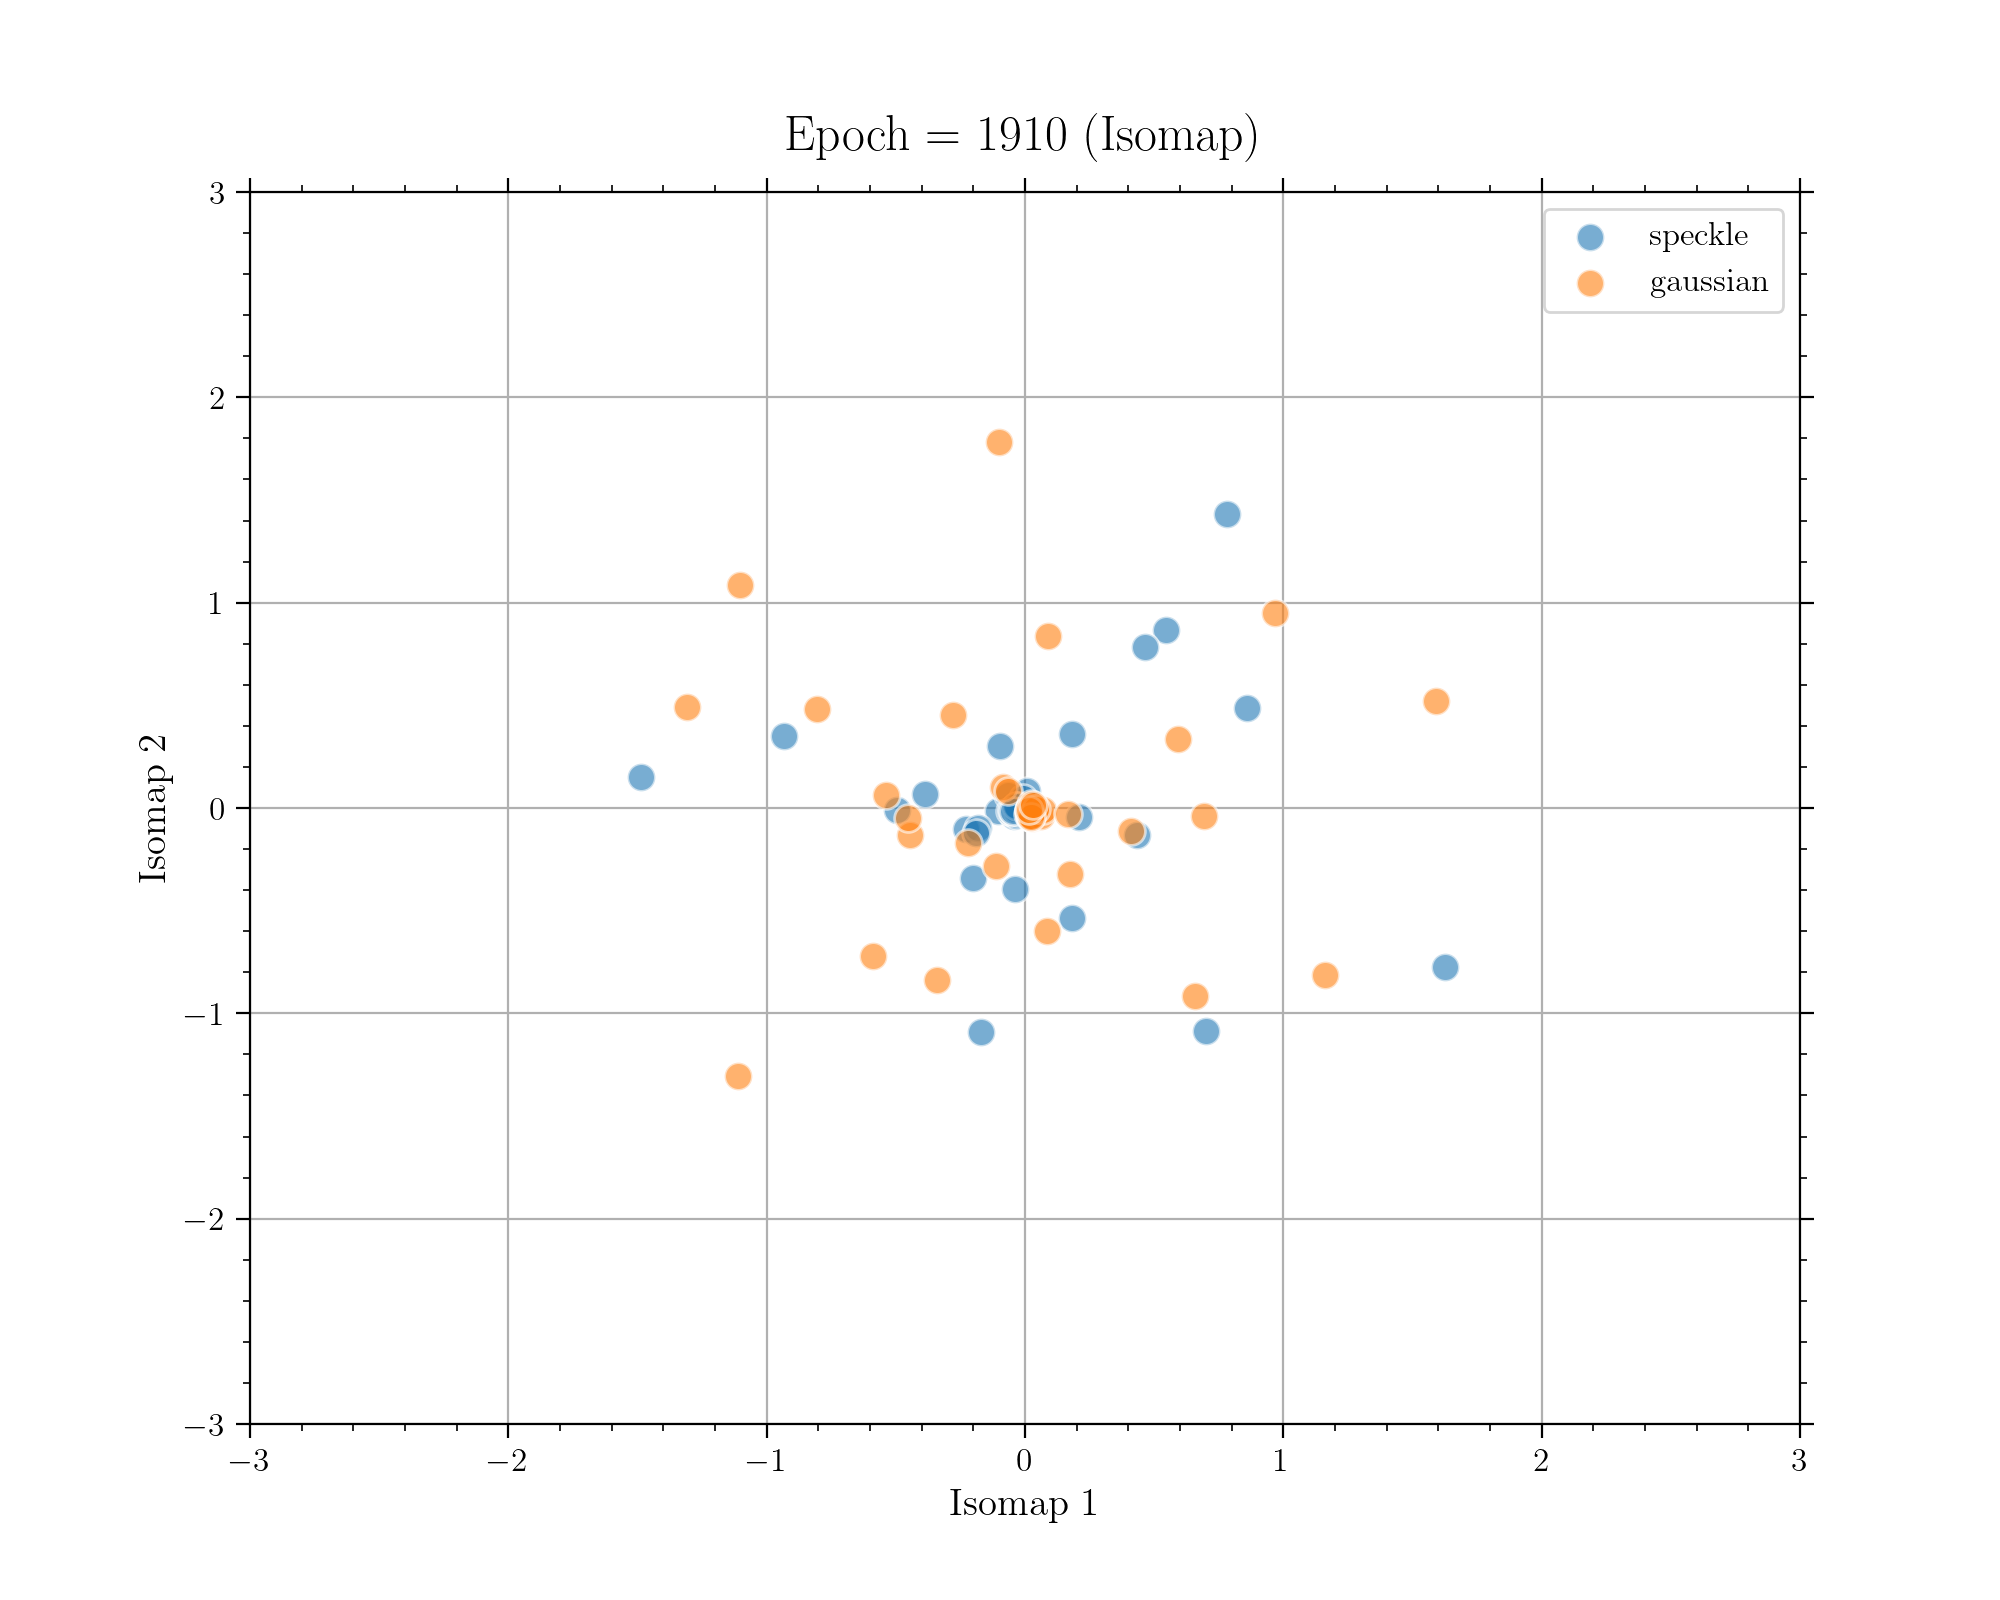 Epoch = 1910 (Isomap)
speckle
gaussian
3
2
1
0
−1
−2
−3
Isomap 2
−3
−2
−1
0
1
2
3
Isomap 1